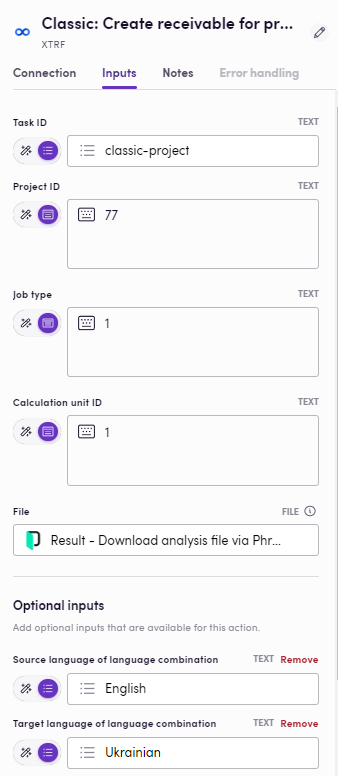 Classic: Create receivable for pr...
XTRF
Connection Inputs Notes Error handling
Task ID TEXT
classic-project
Project ID TEXT
77
Job type TEXT
1
Calculation unit ID TEXT
1
File FILE
Result - Download analysis file via Phr...
Optional inputs
Add optional inputs that are available for this action.
Source language of language combination TEXT Remove
English
Target language of language combination TEXT Remove
Ukrainian